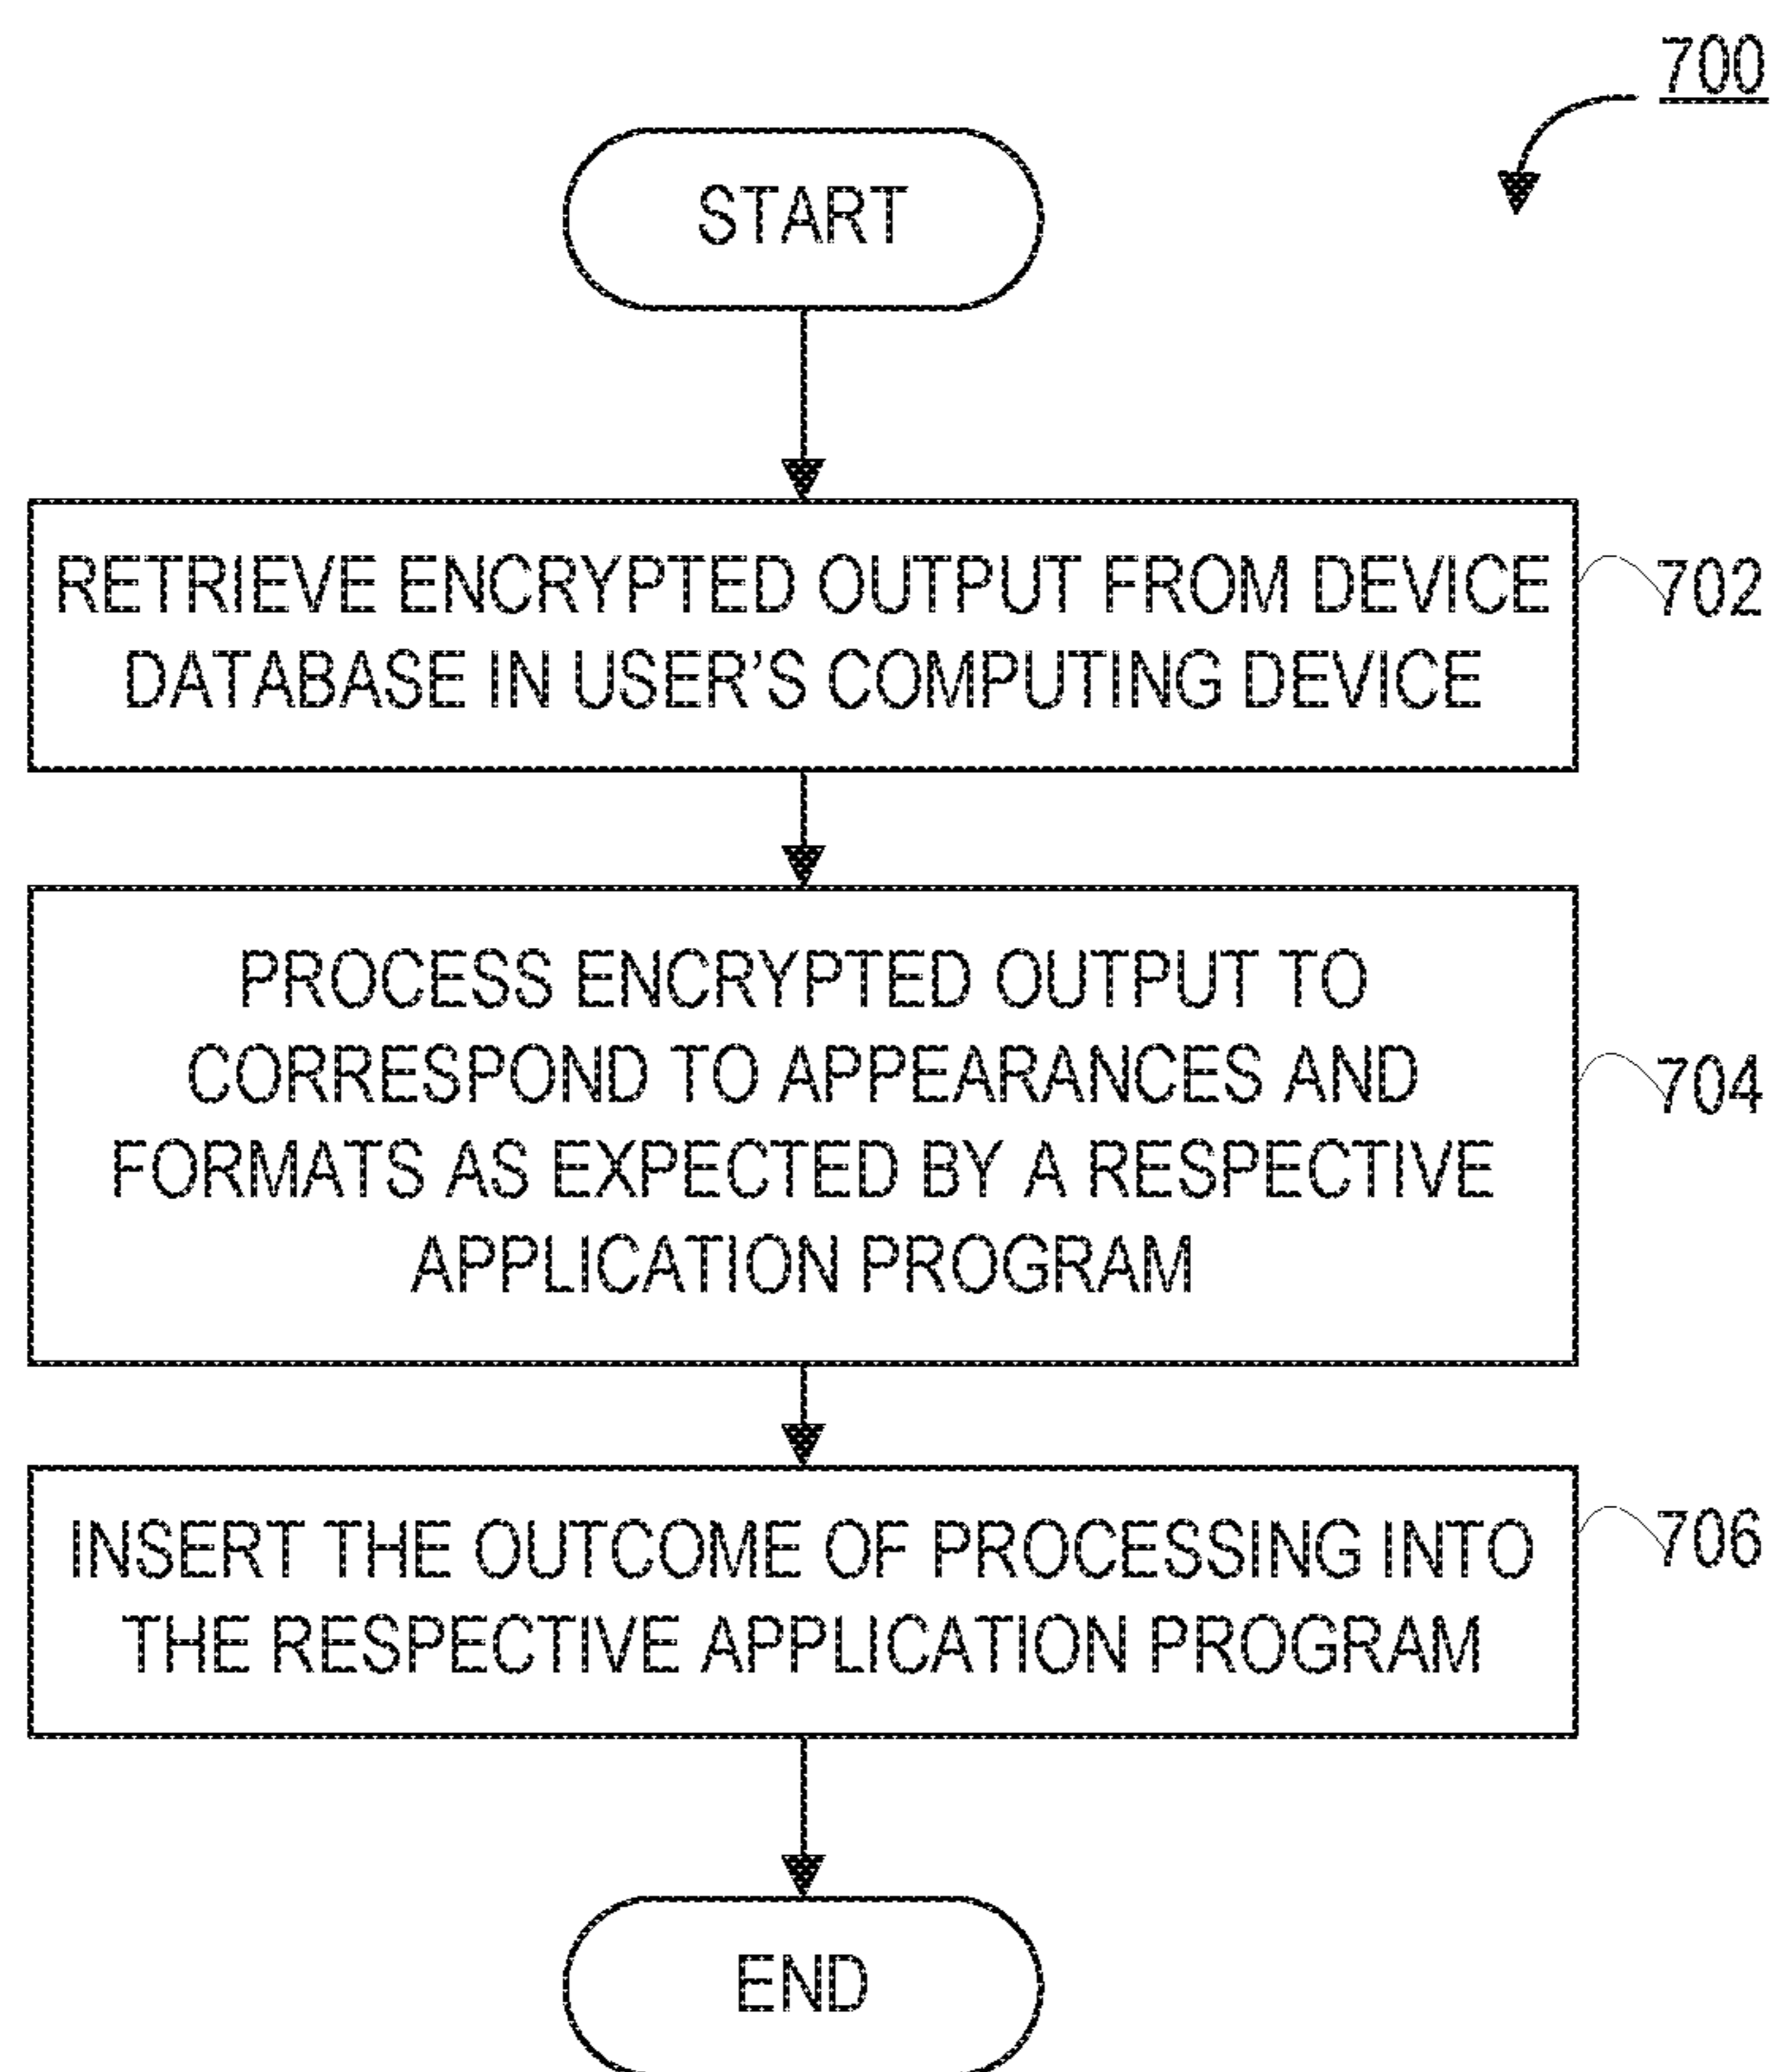 700
START
RETRIEVE ENCRYPTED OUTPUT FROM DEVICE
DATABASE IN USER'S COMPUTING DEVICE
702
PROCESS ENCRYPTED OUTPUT TO
CORRESPOND TO APPEARANCES AND
FORMATS AS EXPECTED BY A RESPECTIVE
APPLICATION PROGRAM
704
INSERT THE OUTCOME OF PROCESSING INTO
THE RESPECTIVE APPLICATION PROGRAM
706
END